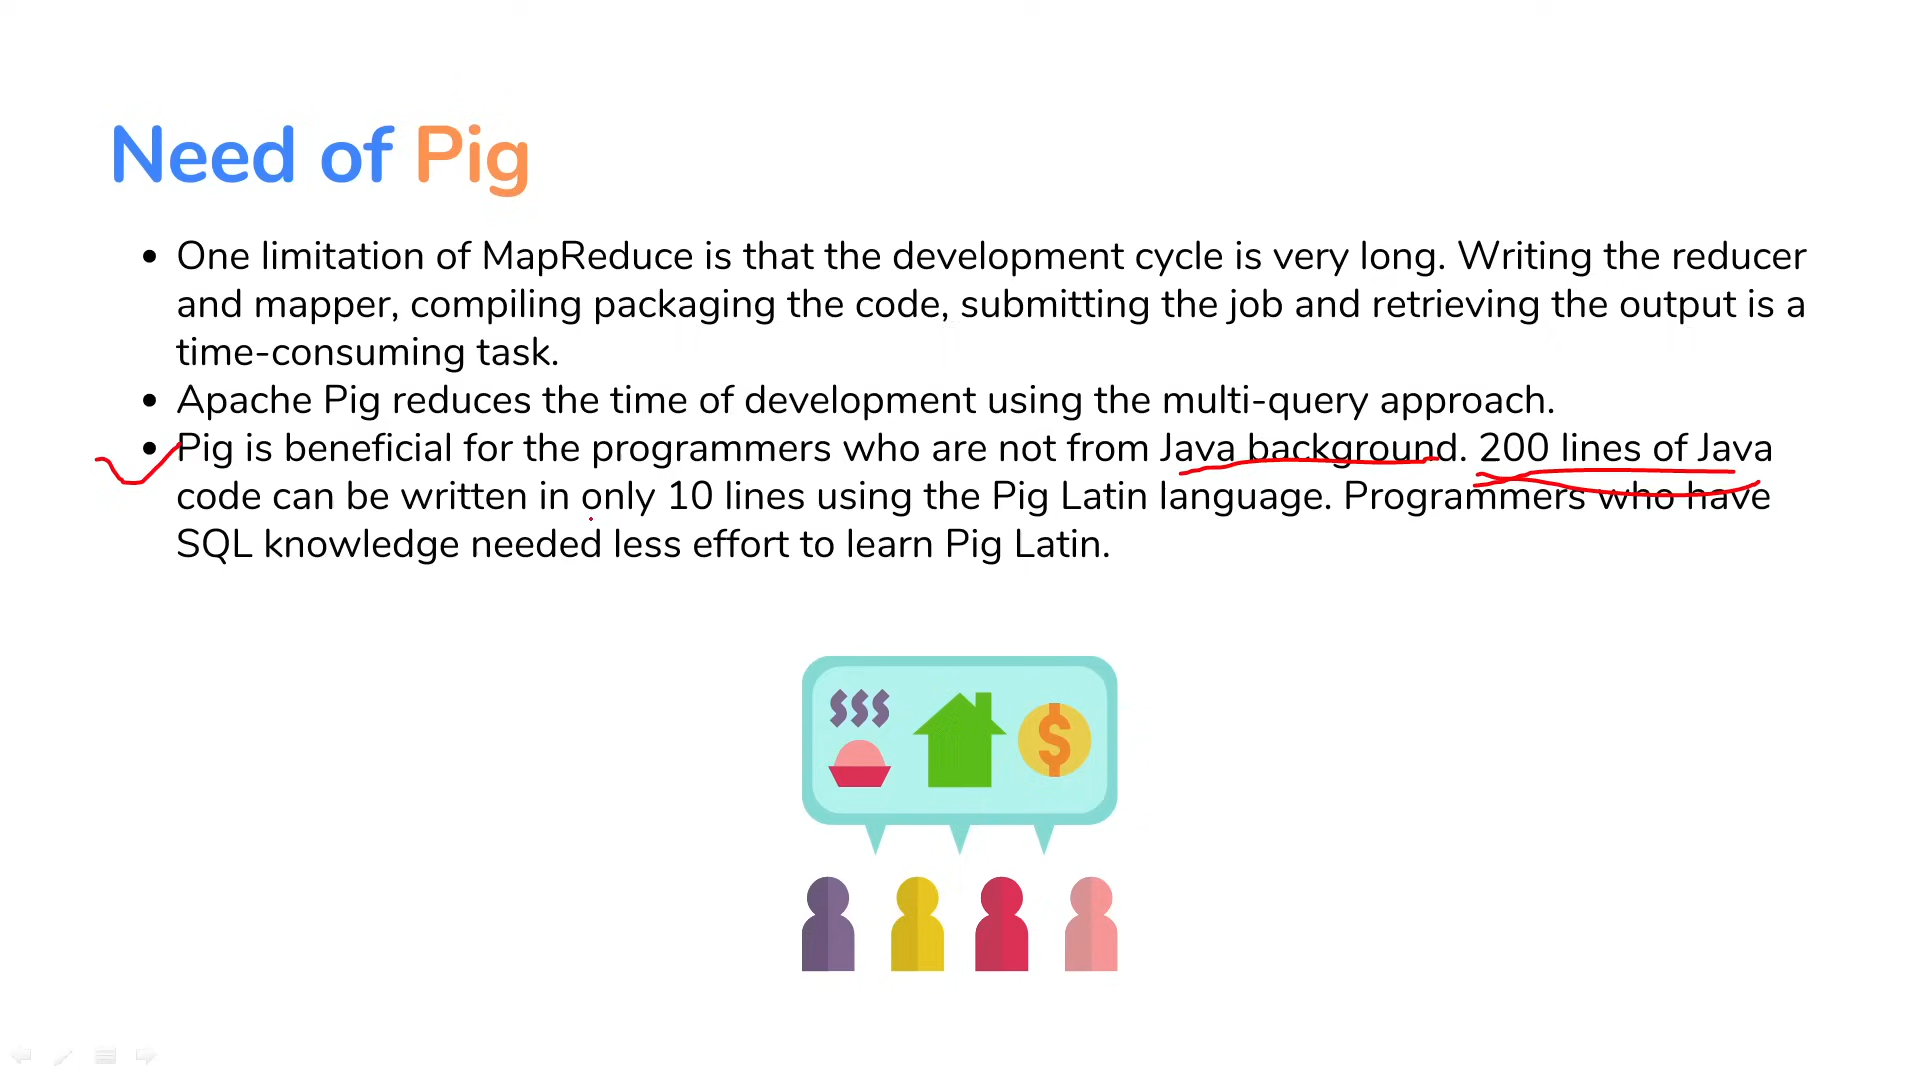 Need of Pig
• One limitation of MapReduce is that the development cycle is very long. Writing the reducer
and mapper, compiling packaging the code, submitting the job and retrieving the output is a
time-consuming task.
• Apache Pig reduces the time of development using the multi-query approach.
• Pig is beneficial for the programmers who are not from Java background. 200 lines of Java
code can be written in only 10 lines using the Pig Latin language. Programmers who have
SQL knowledge needed less effort to learn Pig Latin.
$